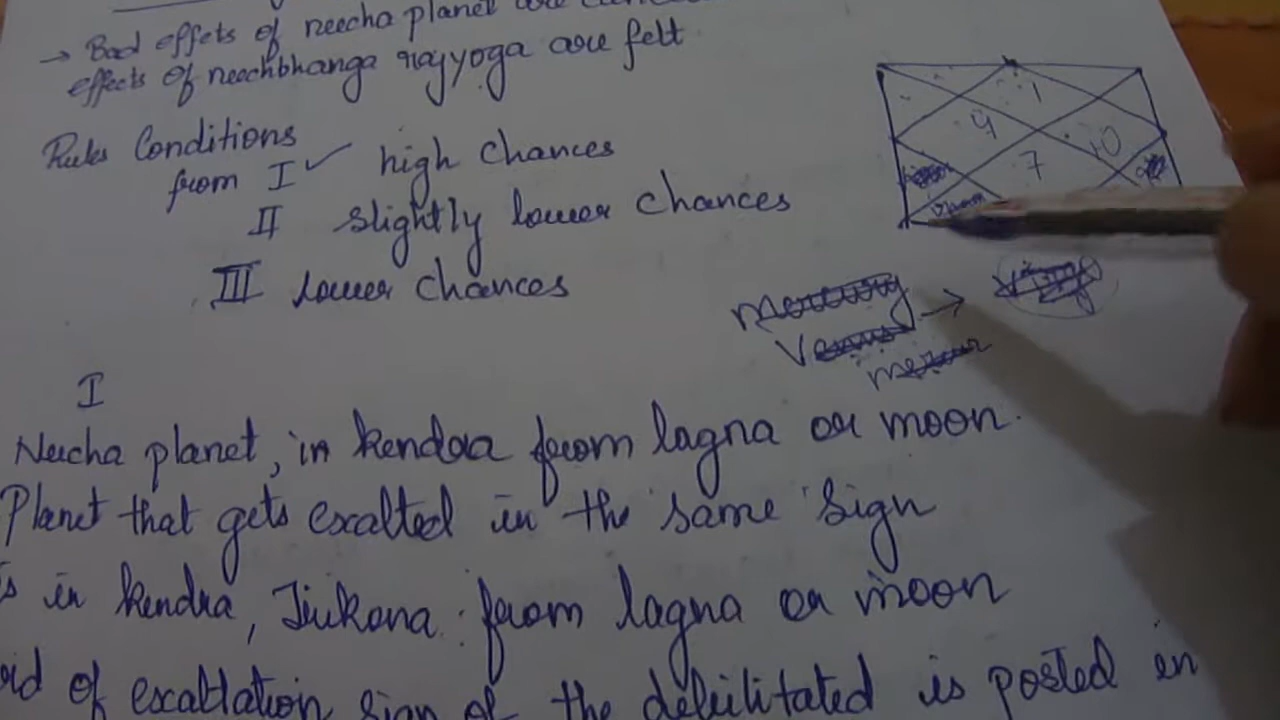 → Bad effets of neecha planet are
effects of neechbhanga rajyoga are felt
Rules Conditions
from I ✓ high chances
II slightly lower chances
III lower chances
1
9
10
7
I
Neecha planet, in kendra from lagna or moon.
Planet that gets exalted in the same sign
is in kendra, Trikona from lagna or moon
of exaltation sign of the debilitated is posted in